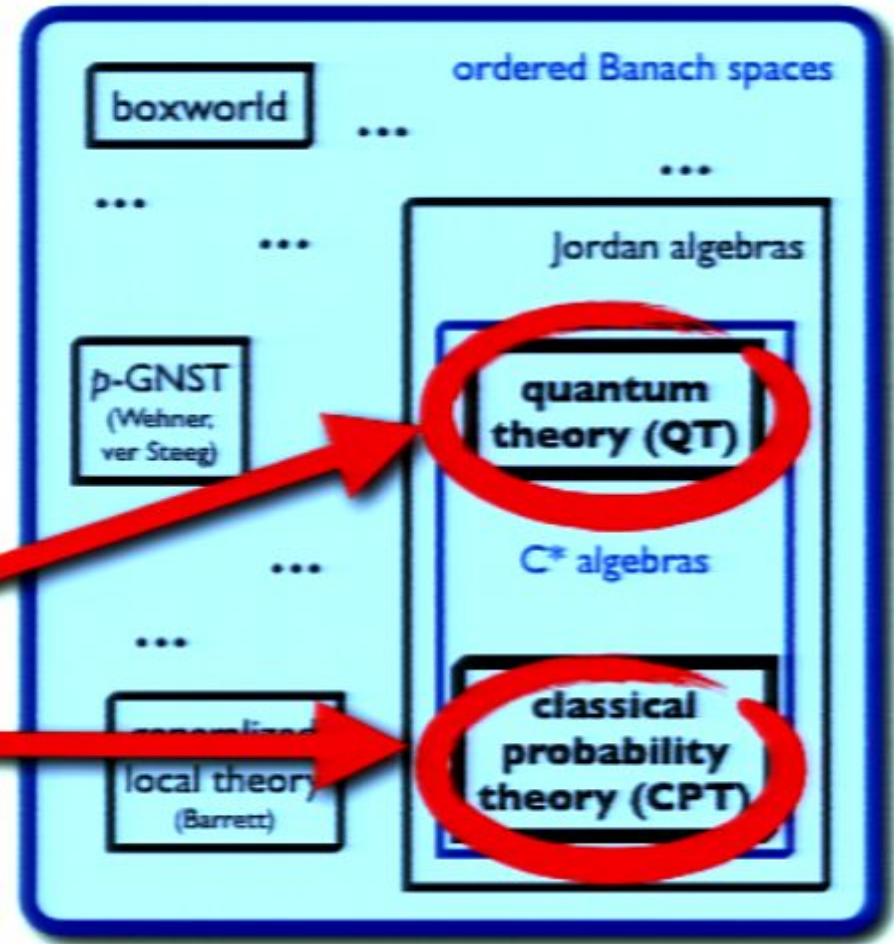 ordered Banach spaces
boxworld
...
...
...
...
Jordan algebras
p-GNST
(Wehner,
ver Steeg)
quantum
theory (QT)
C* algebras
...
...
generalized
local theory
(Barrett)
classical
probability
theory (CPT)